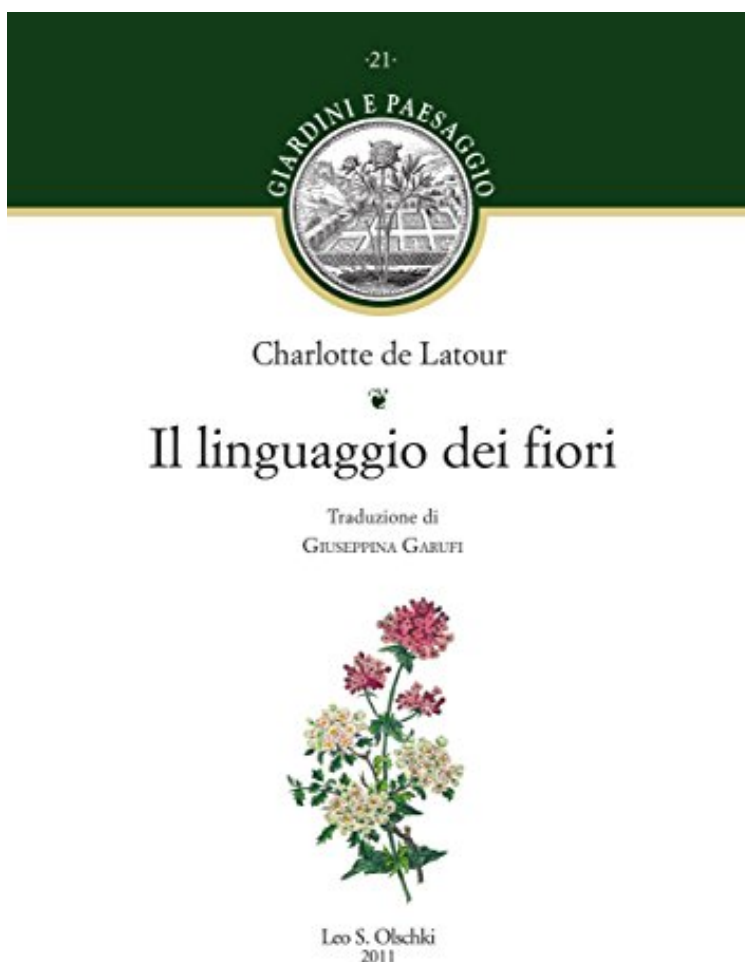 ·21·
GIARDINI E PAESAGGIO
Charlotte de Latour
Il linguaggio dei fiori
Traduzione di
GIUSEPPINA GARUFI
Leo S. Olschki
2011